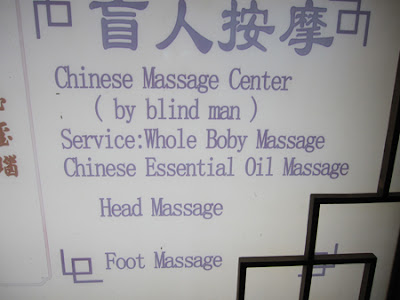 盲人按摩
Chinese Massage Center
( by blind man )
Service:Whole Boby Massage
Chinese Essential Oil Massage
Head Massage
Foot Massage